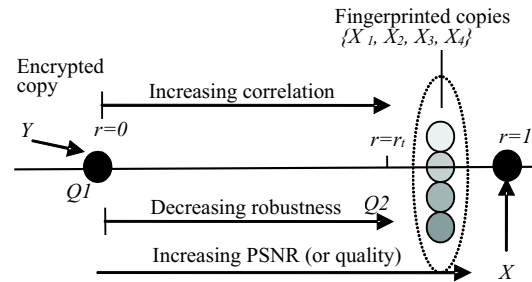 Fingerprinted copies
{X 1, X2, X3, X4}
Encrypted
copy
Increasing correlation
Y
r=0
r=rt
r=1
Q1
Decreasing robustness
Q2
Increasing PSNR (or quality)
X